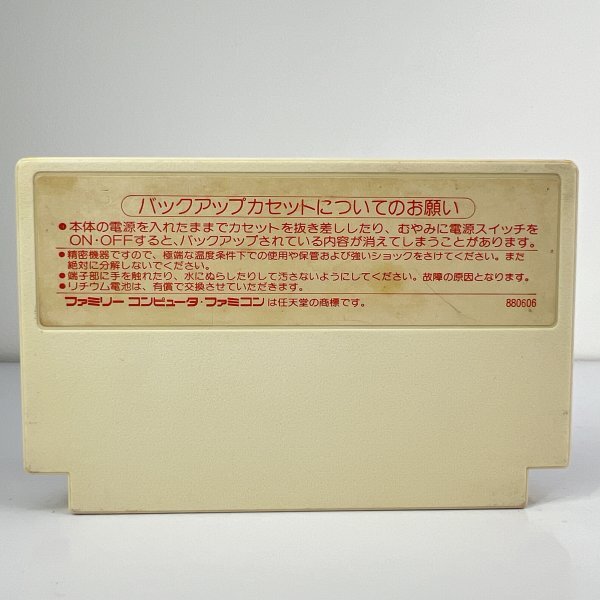 バックアップカセットについてのお願い
●本体の電源を入れたままでカセットを抜き差ししたり、むやみに電源スイッチを
ON・OFFすると、バックアップされている内容が消えてしまうことがあります。
●精密機器ですので、極端な温度条件下での使用や保管および強いショックをさけてください。また
絶対に分解しないでください。
●端子部に手を触れたり、水にぬらしたりして汚さないようにしてください。故障の原因となります。
●リチウム電池は、有償で交換させていただきます。
ファミリー コンピュータ・ファミコン は任天堂の商標です。 880606